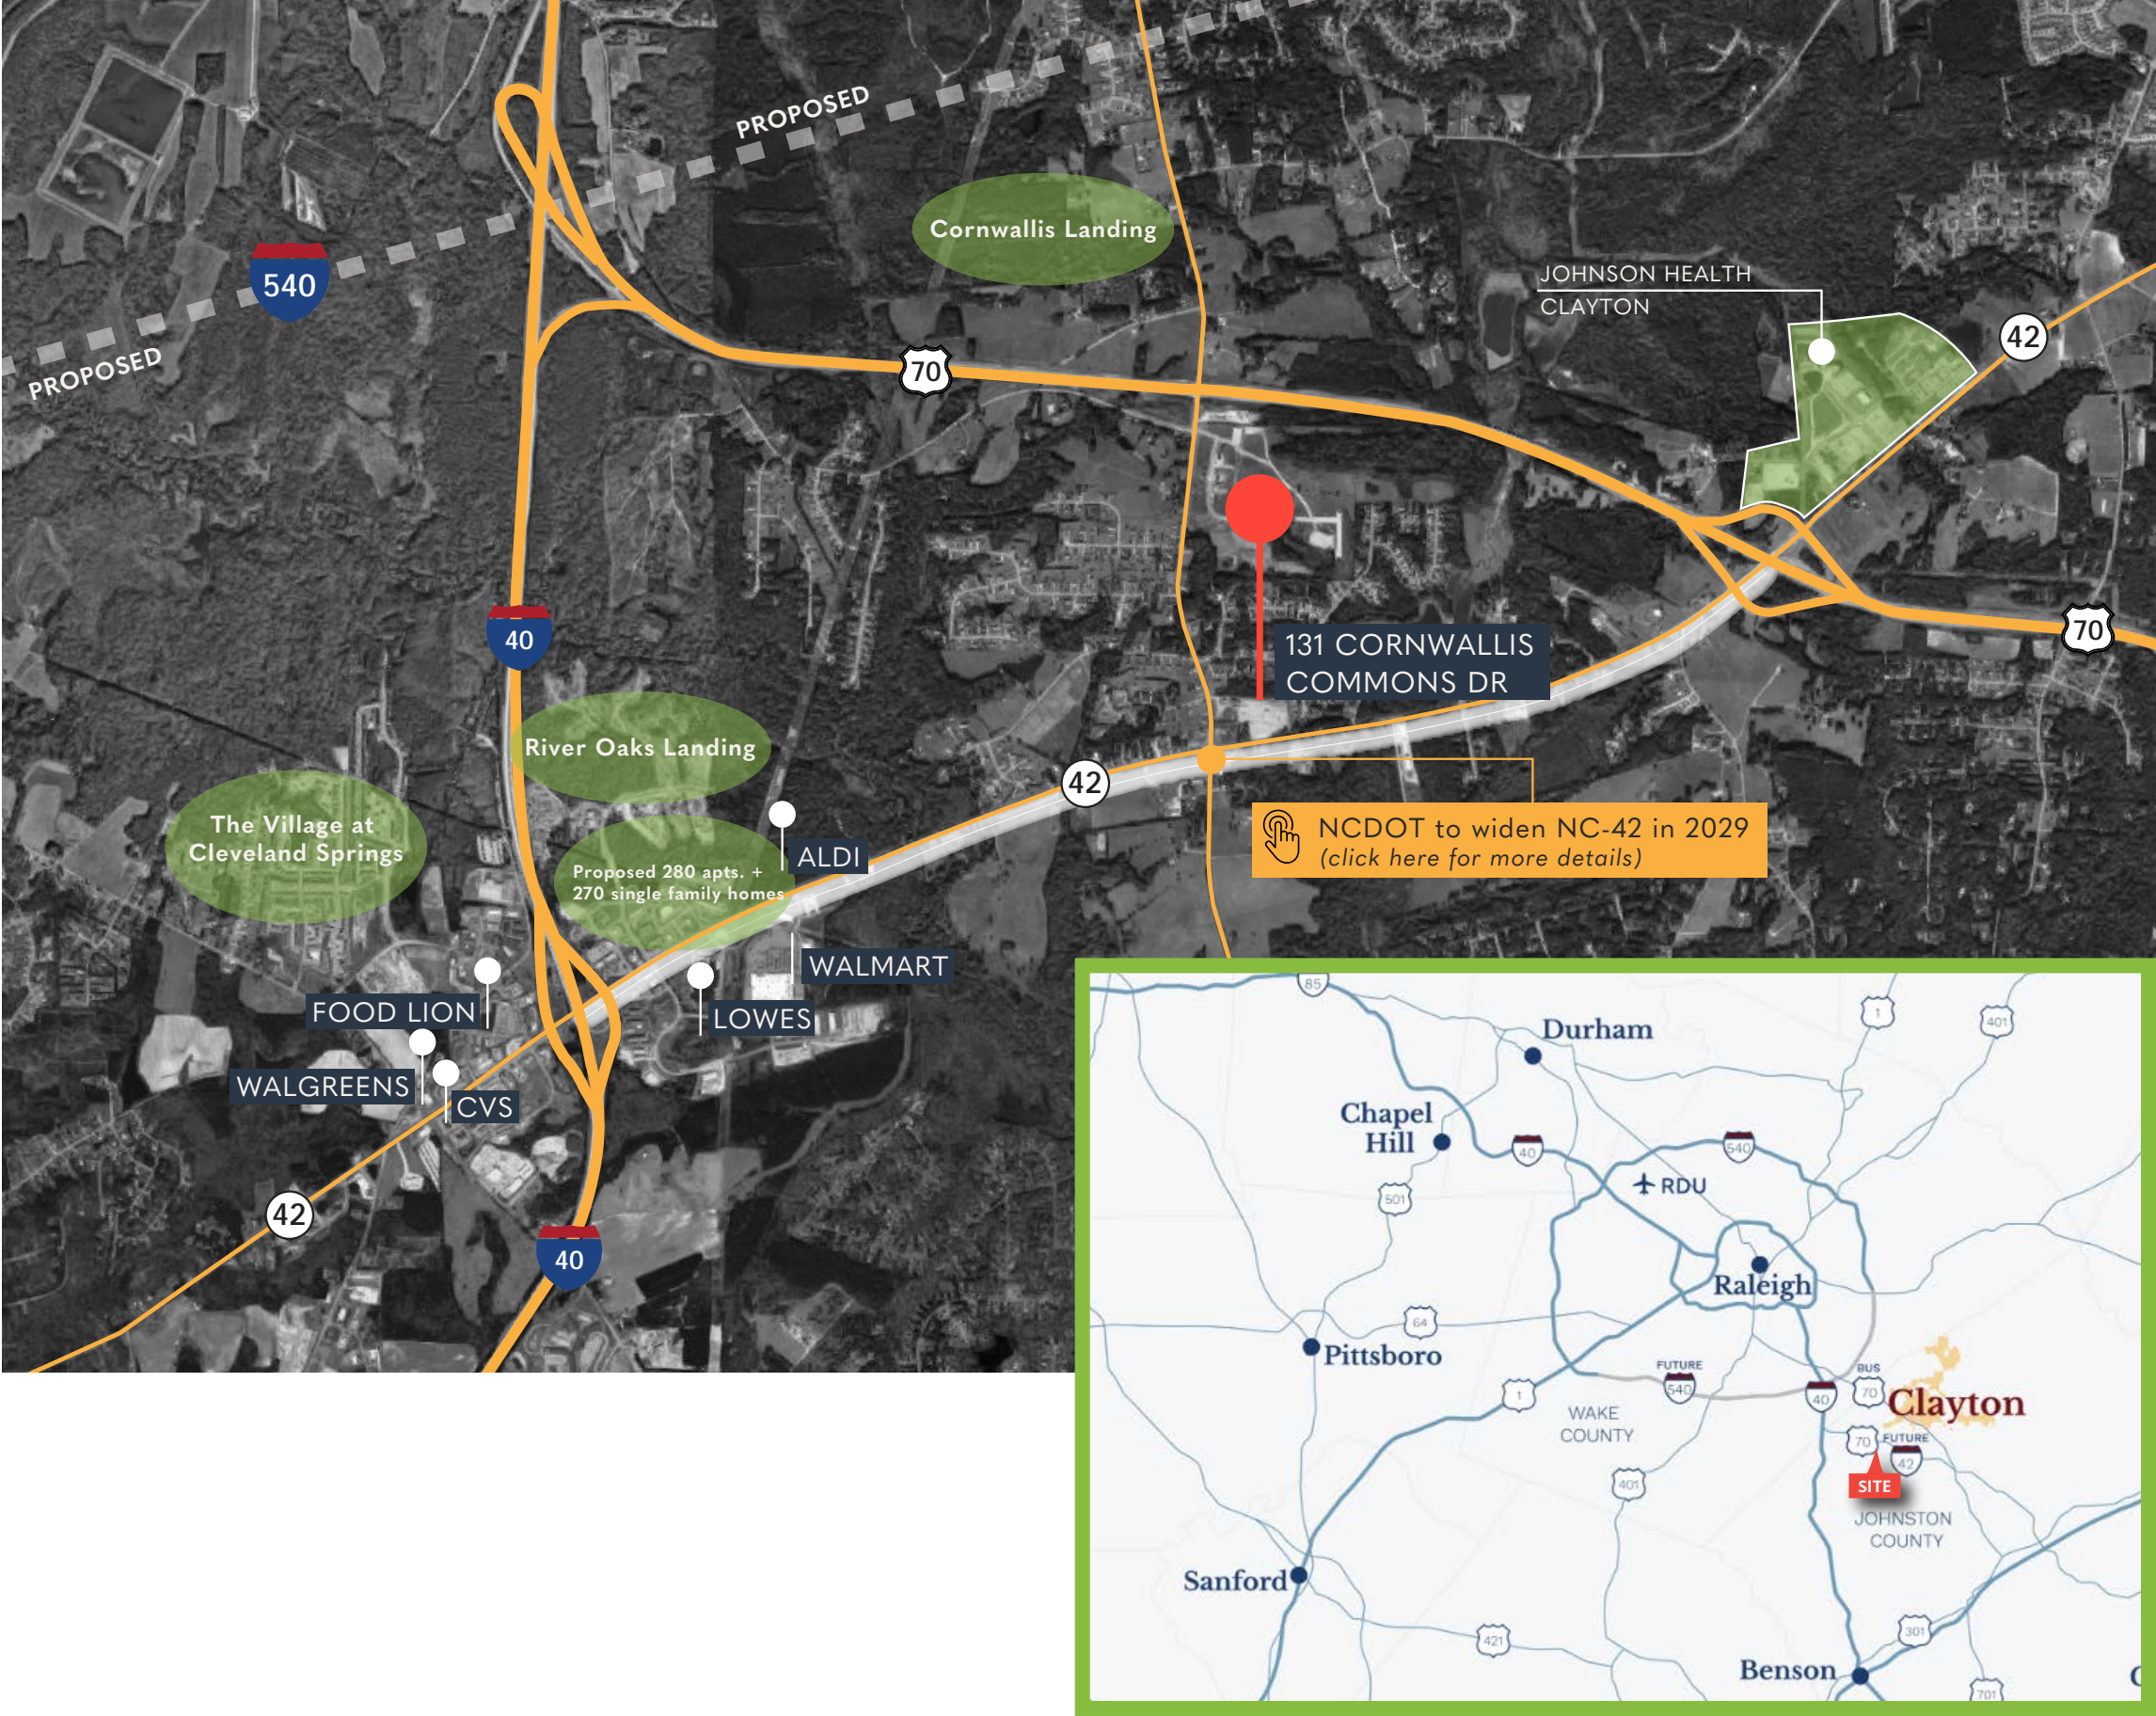 PROPOSED
Cornwallis Landing
540
JOHNSON HEALTH
CLAYTON
42
PROPOSED
70
40
131 CORNWALLIS
COMMONS DR
70
River Oaks Landing
42
The Village at
Cleveland Springs
NCDOT to widen NC-42 in 2029
(click here for more details)
ALDI
Proposed 280 apts. +
270 single family homes
WALMART
FOOD LION
LOWES
WALGREENS
CVS
42
40
85
1
401
Durham
Chapel
Hill
40
540
RDU
501
Raleigh
64
Pittsboro
FUTURE
540
BUS
70
40
1
Clayton
WAKE
COUNTY
70
FUTURE
42
401
SITE
JOHNSTON
COUNTY
Sanford
421
301
Benson
701